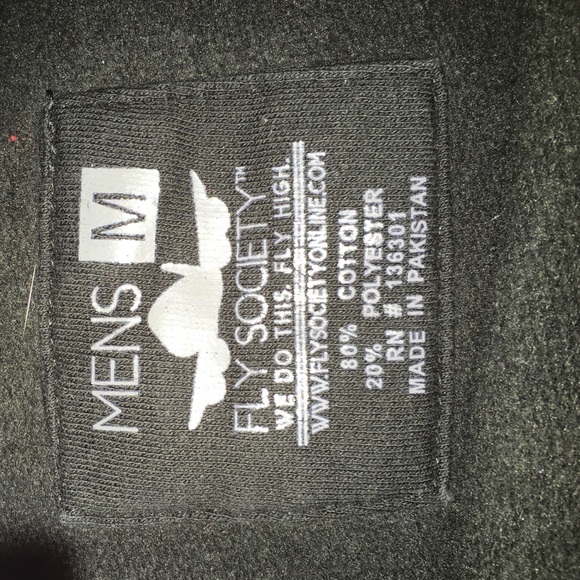 MENS M
FLY SOCIETY™
WE DO THIS. FLY HIGH.
WWW.FLYSOCIETYONLINE.COM
80% COTTON
20% POLYESTER
RN # 136301
MADE IN PAKISTAN